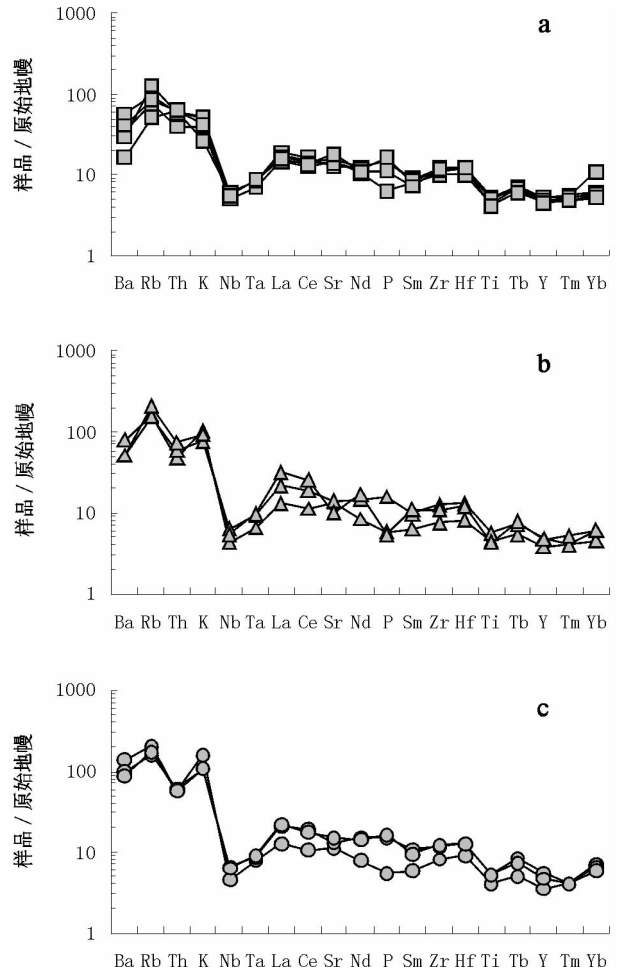 a
1000
100
10
1
样品/原始地幔
Ba Rb Th K Nb Ta La Ce Sr Nd P Sm Zr Hf Ti Tb Y Tm Yb
b
1000
100
10
1
样品/原始地幔
Ba Rb Th K Nb Ta La Ce Sr Nd P Sm Zr Hf Ti Tb Y Tm Yb
c
1000
100
10
1
样品/原始地幔
Ba Rb Th K Nb Ta La Ce Sr Nd P Sm Zr Hf Ti Tb Y Tm Yb